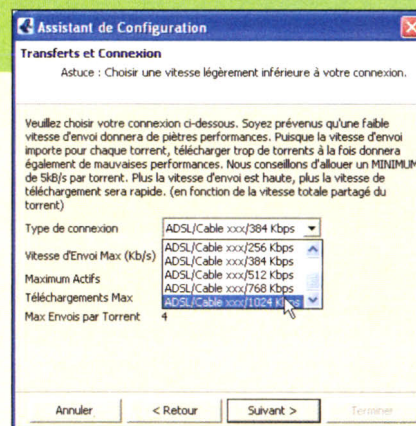 Assistant de Configuration
Transferts et Connexion
Astuce : Choisir une vitesse légèrement inférieure à votre connexion.
Veuillez choisir votre connexion ci-dessous. Soyez prévenus qu'une faible
vitesse d'envoi donnera de piètres performances. Puisque la vitesse d'envoi
importe pour chaque torrent, télécharger trop de torrents à la fois donnera
également de mauvaises performances. Nous conseillons d'allouer un MINIMUM
de 5kB/s par torrent. Plus la vitesse d'envoi est haute, plus la vitesse de
téléchargement sera rapide. (en fonction de la vitesse totale partagé du
torrent)
Type de connexion
ADSL/Cable xxx/384 Kbps
Vitesse d'Envoi Max (Kb/s)
ADSL/Cable xxx/256 Kbps
ADSL/Cable xxx/384 Kbps
ADSL/Cable xxx/512 Kbps
ADSL/Cable xxx/768 Kbps
ADSL/Cable xxx/1024 Kbps
Maximum Actifs
Téléchargements Max
Max Envois par Torrent 4
Annuler
< Retour
Suivant >
Terminer